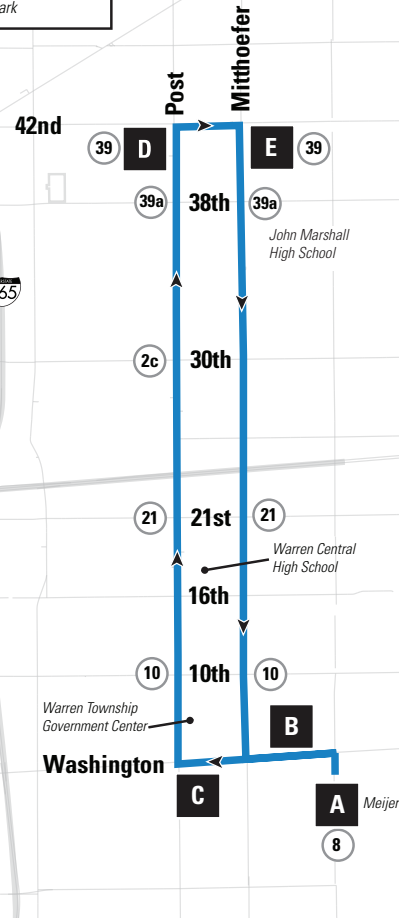 ark
Post
Mitthoefer
42nd
39
D
E
39
39a
38th
39a
John Marshall
High School
65
2c
30th
21
21st
21
Warren Central
High School
16th
10
10th
10
Warren Township
Government Center
B
Washington
C
A
Meijer
8